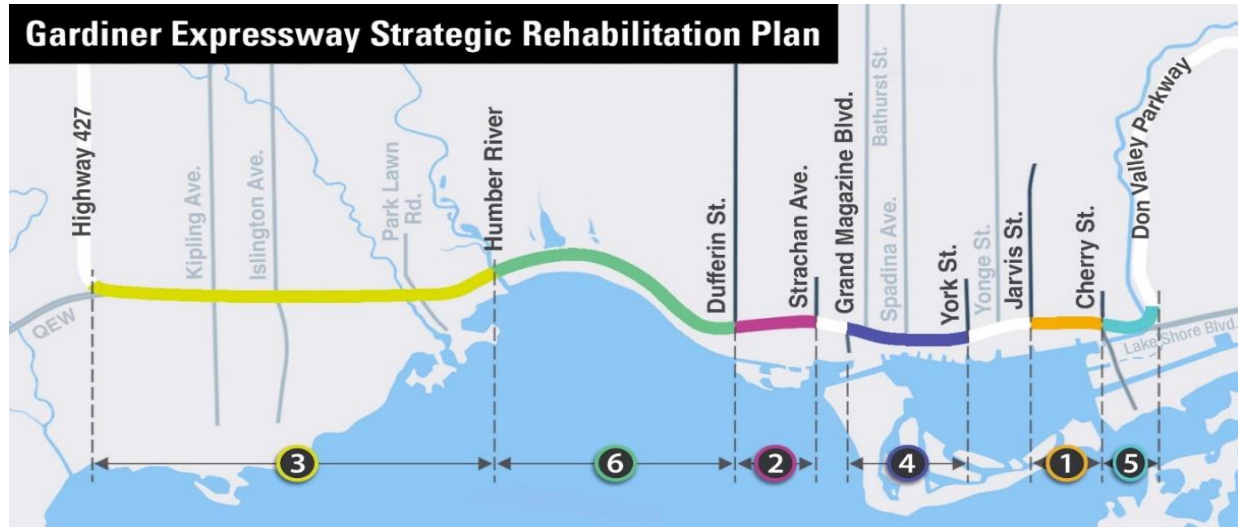 Gardiner Expressway Strategic Rehabilitation Plan
Highway 427
QEW
Kipling Ave.
Islington Ave.
Park Lawn
Rd.
Humber River
Dufferin St.
Strachan Ave.
Grand Magazine Blvd.
Bathurst St.
Spadina Ave.
York St.
Yonge St.
Jarvis St.
Cherry St.
Don Valley Parkway
Lake Shore Blvd.
3
6
2
4
1
5